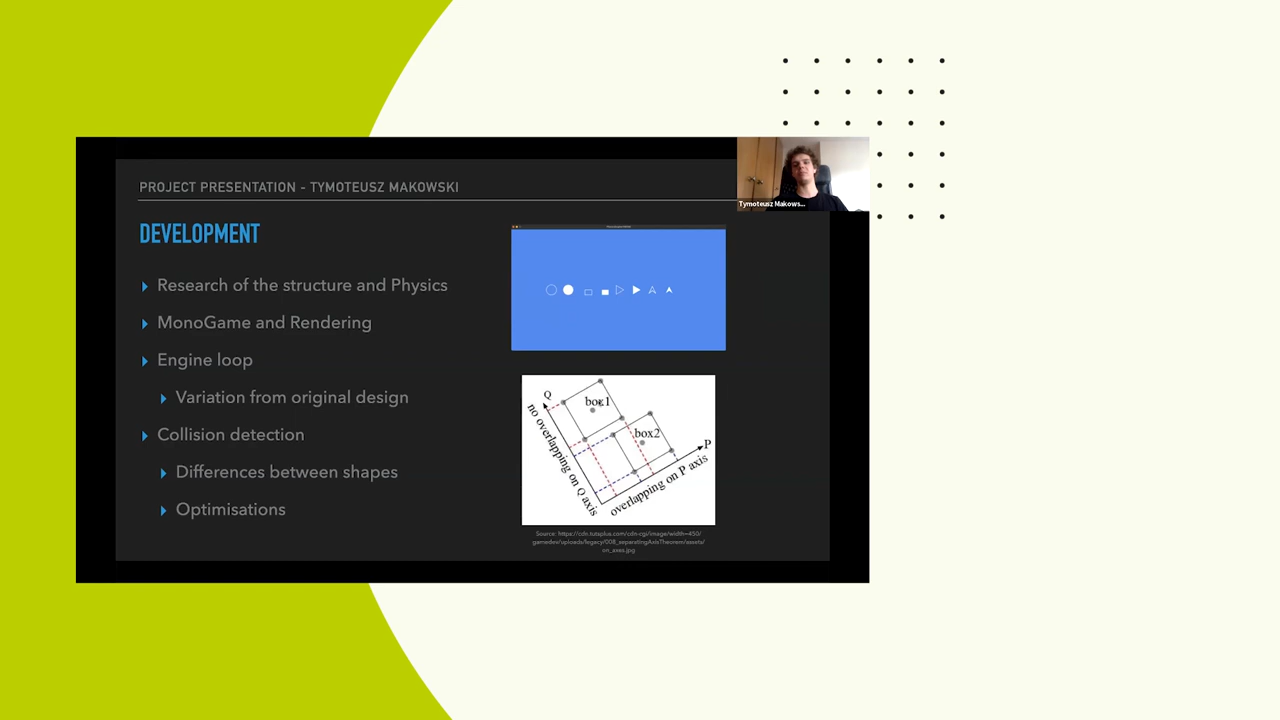 PROJECT PRESENTATION - TYMOTEUSZ MAKOWSKI
Tymoteusz Makows...
DEVELOPMENT
Research of the structure and Physics
MonoGame and Rendering
Engine loop
Variation from original design
Collision detection
Differences between shapes
Optimisations
Q
box1
box2
P
no overlapping on Q axis
overlapping on P axis
Source: https://cdn.tutsplus.com/cdn-cgi/image/width=450/
gamedev/uploads/legacy/008_separatingAxisTheorem/assets/
on_axes.jpg